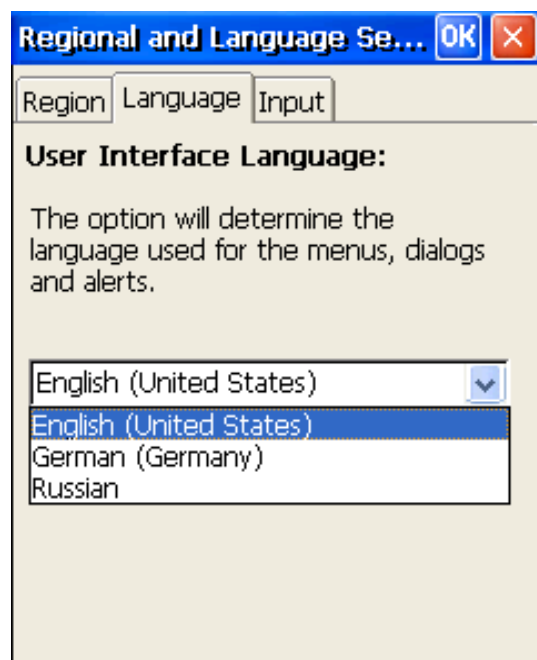 Regional and Language Se... OK
Region Language Input
User Interface Language:
The option will determine the
language used for the menus, dialogs
and alerts.
English (United States)
English (United States)
German (Germany)
Russian